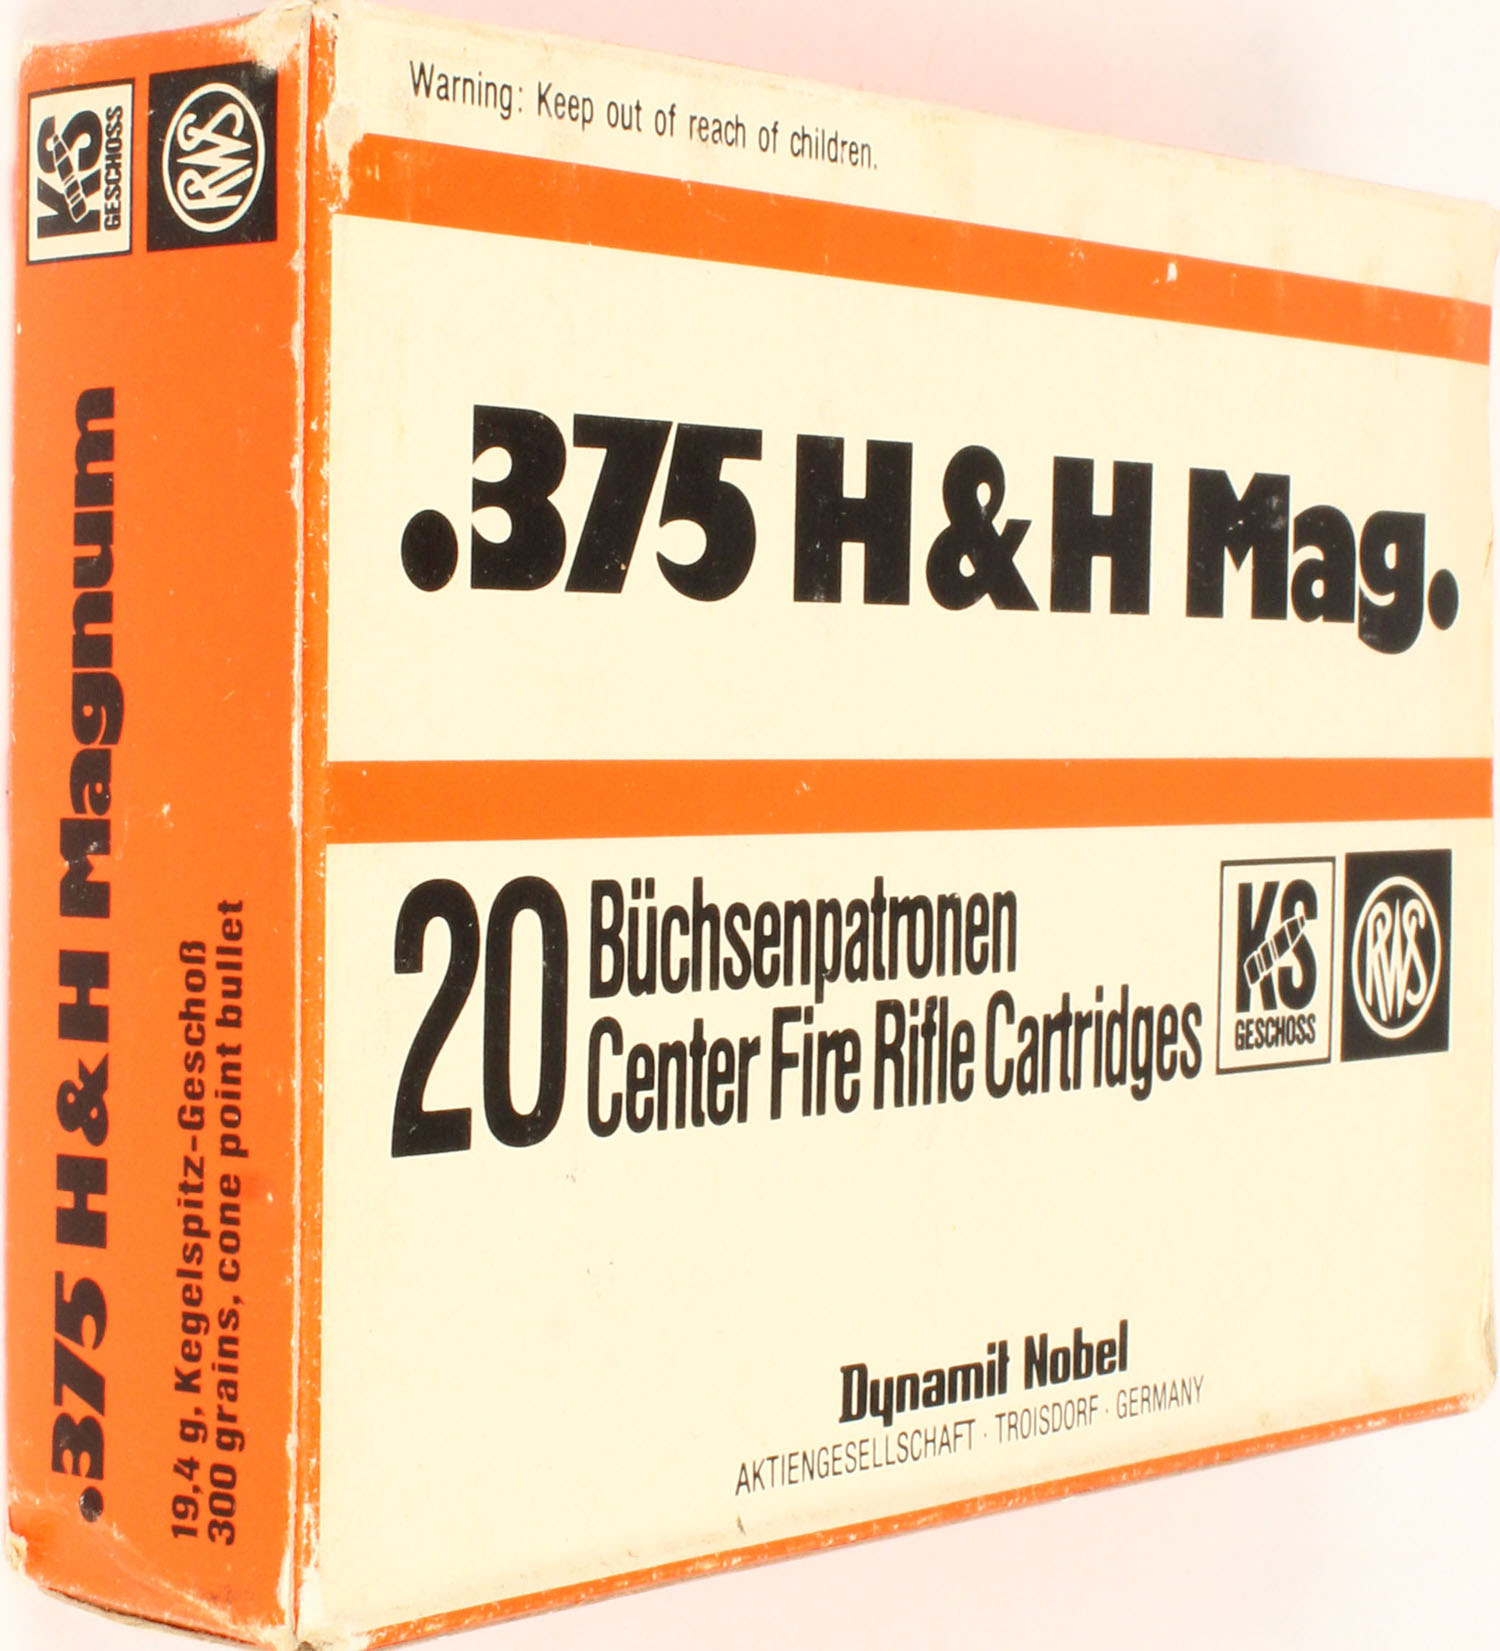 Warning: Keep out of reach of children.
.375 H & H Mag.
20 Büchsenpatronen
Center Fire Rifle Cartridges
KS
GESCHOSS
RWS
Dynamit Nobel
AKTIENGESELLSCHAFT · TROISDORF · GERMANY
.375 H & H Magnum
19,4 g, Kegelspitz-Geschoß
300 grains, cone point bullet
KS
GESCHOSS
RWS